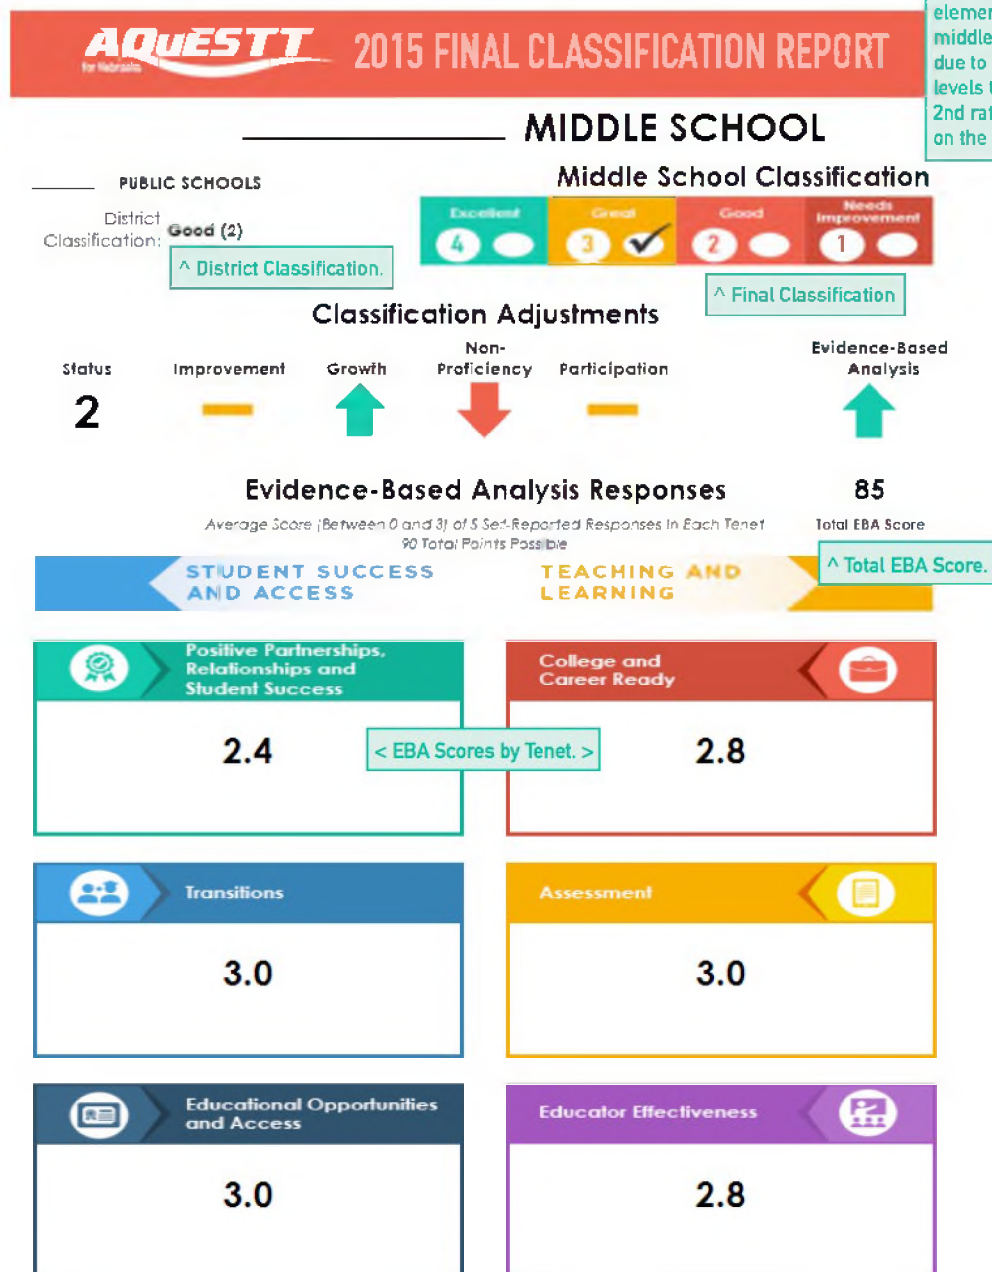 AQuESTT
for Nebraska
2015 FINAL CLASSIFICATION REPORT
middle
due to
on the
MIDDLE SCHOOL
PUBLIC SCHOOLS
Middle School Classification
District
Classification: Good (2)
^ District Classification.
Excellent
4
Great
3
Good
2
Needs
Improvement
1
^ Final Classification
Classification Adjustments
Status
2
Improvement
Growth
Non-
Proficiency
Participation
Evidence-Based
Analysis
Evidence-Based Analysis Responses
85
Average Score (Between 0 and 3) of 5 Self-Reported Responses in Each Tenet
90 Total Points Possible
Total EBA Score
^ Total EBA Score.
STUDENT SUCCESS
AND ACCESS
TEACHING AND
LEARNING
Positive Partnerships,
Relationships and
Student Success
2.4
College and
Career Ready
2.8
< EBA Scores by Tenet. >
Transitions
3.0
Assessment
3.0
Educational Opportunities
and Access
3.0
Educator Effectiveness
2.8